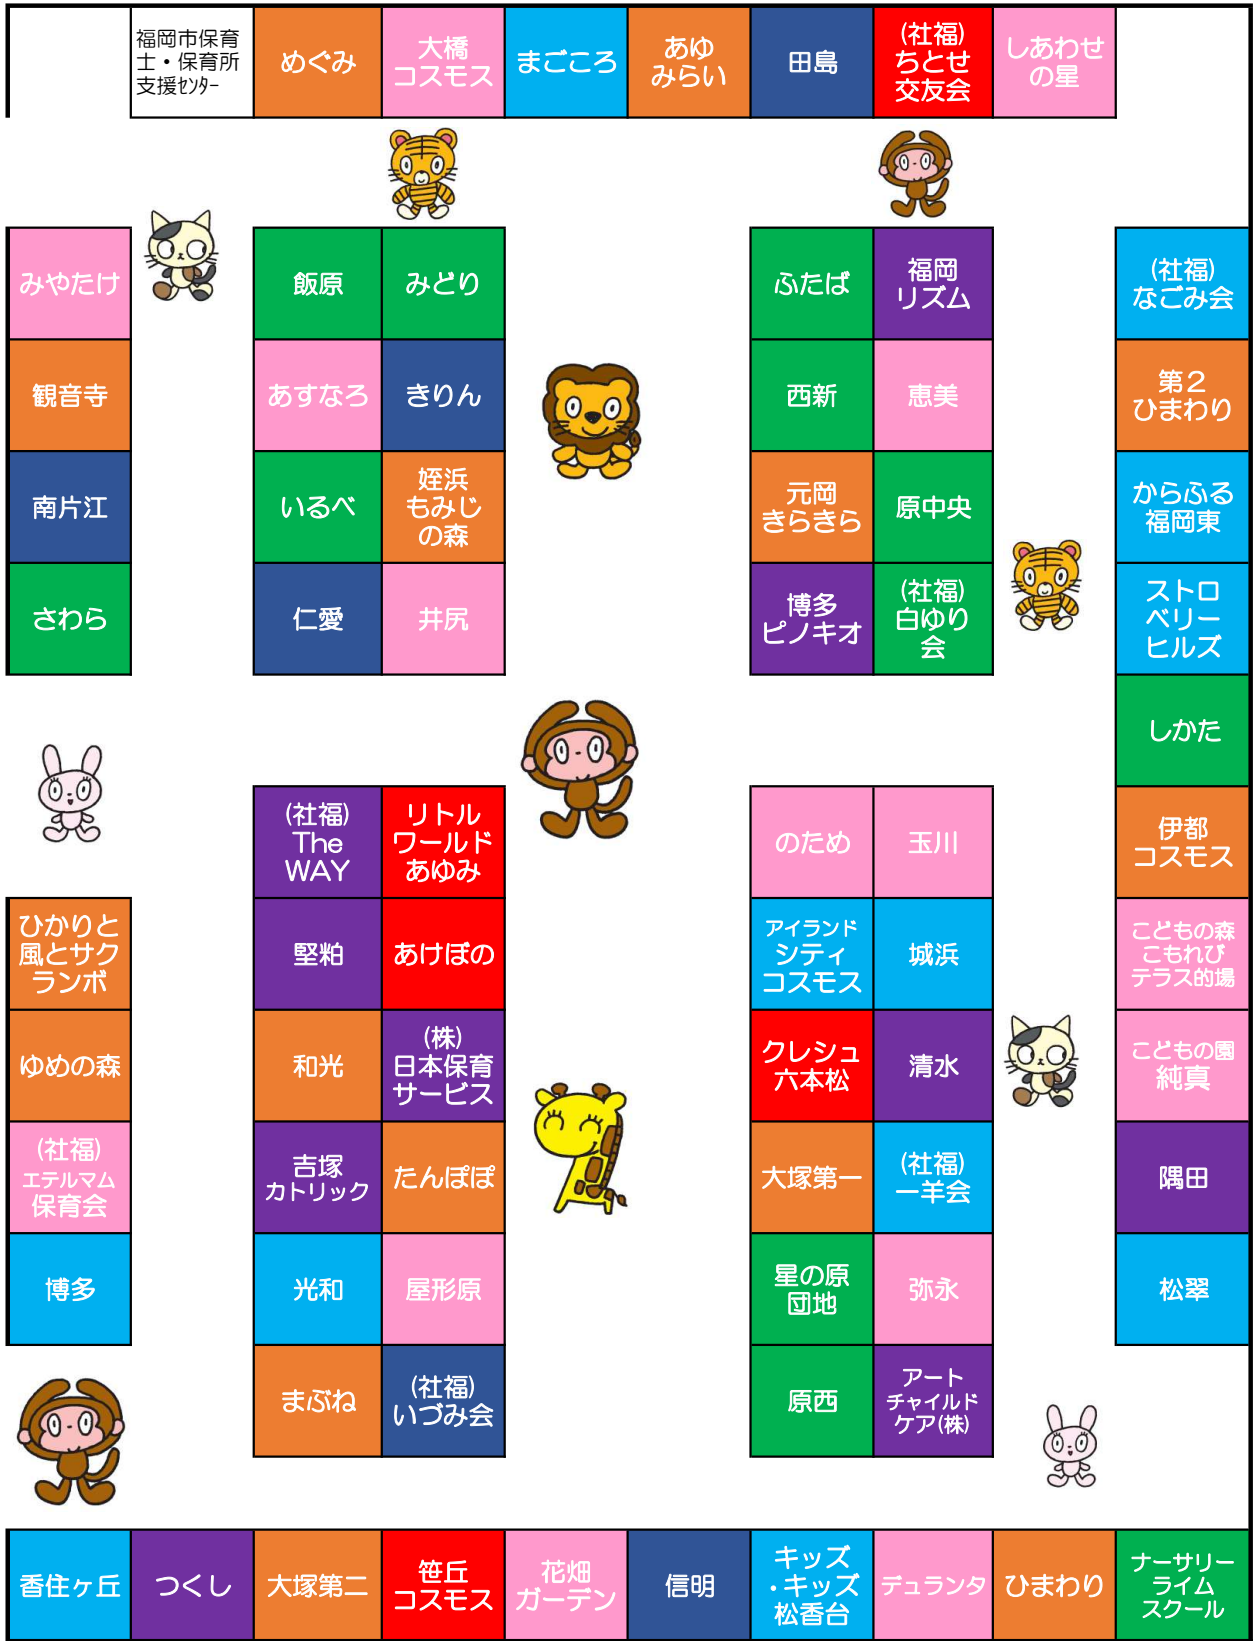 福岡市保育
士・保育所
支援ｾﾝﾀｰ
めぐみ
大橋
コスモス
まごころ
あゆ
みらい
田島
(社福)
ちとせ
交友会
しあわせ
の星
みやたけ
観音寺
南片江
さわら
飯原
みどり
あすなろ
きりん
いるべ
姪浜
もみじ
の森
仁愛
井尻
ふたば
福岡
リズム
西新
恵美
元岡
きらきら
原中央
博多
ピノキオ
(社福)
白ゆり
会
(社福)
なごみ会
第２
ひまわり
からふる
福岡東
ストロ
ベリー
ヒルズ
しかた
伊都
コスモス
こどもの森
こもれび
テラス的場
こどもの園
純真
隅田
松翠
ひかりと
風とサク
ランボ
ゆめの森
(社福)
エテルマム
保育会
博多
(社福)
The
WAY
リトル
ワールド
あゆみ
堅粕
あけぼの
和光
(株)
日本保育
サービス
吉塚
カトリック
たんぽぽ
光和
屋形原
まぶね
(社福)
いづみ会
のため
玉川
アイランド
シティ
コスモス
城浜
クレシュ
六本松
清水
大塚第一
(社福)
一羊会
星の原
団地
弥永
原西
アート
チャイルド
ケア(株)
香住ヶ丘
つくし
大塚第二
笹丘
コスモス
花畑
ガーデン
信明
キッズ
・キッズ
松香台
デュランタ
ひまわり
ナーサリー
ライム
スクール